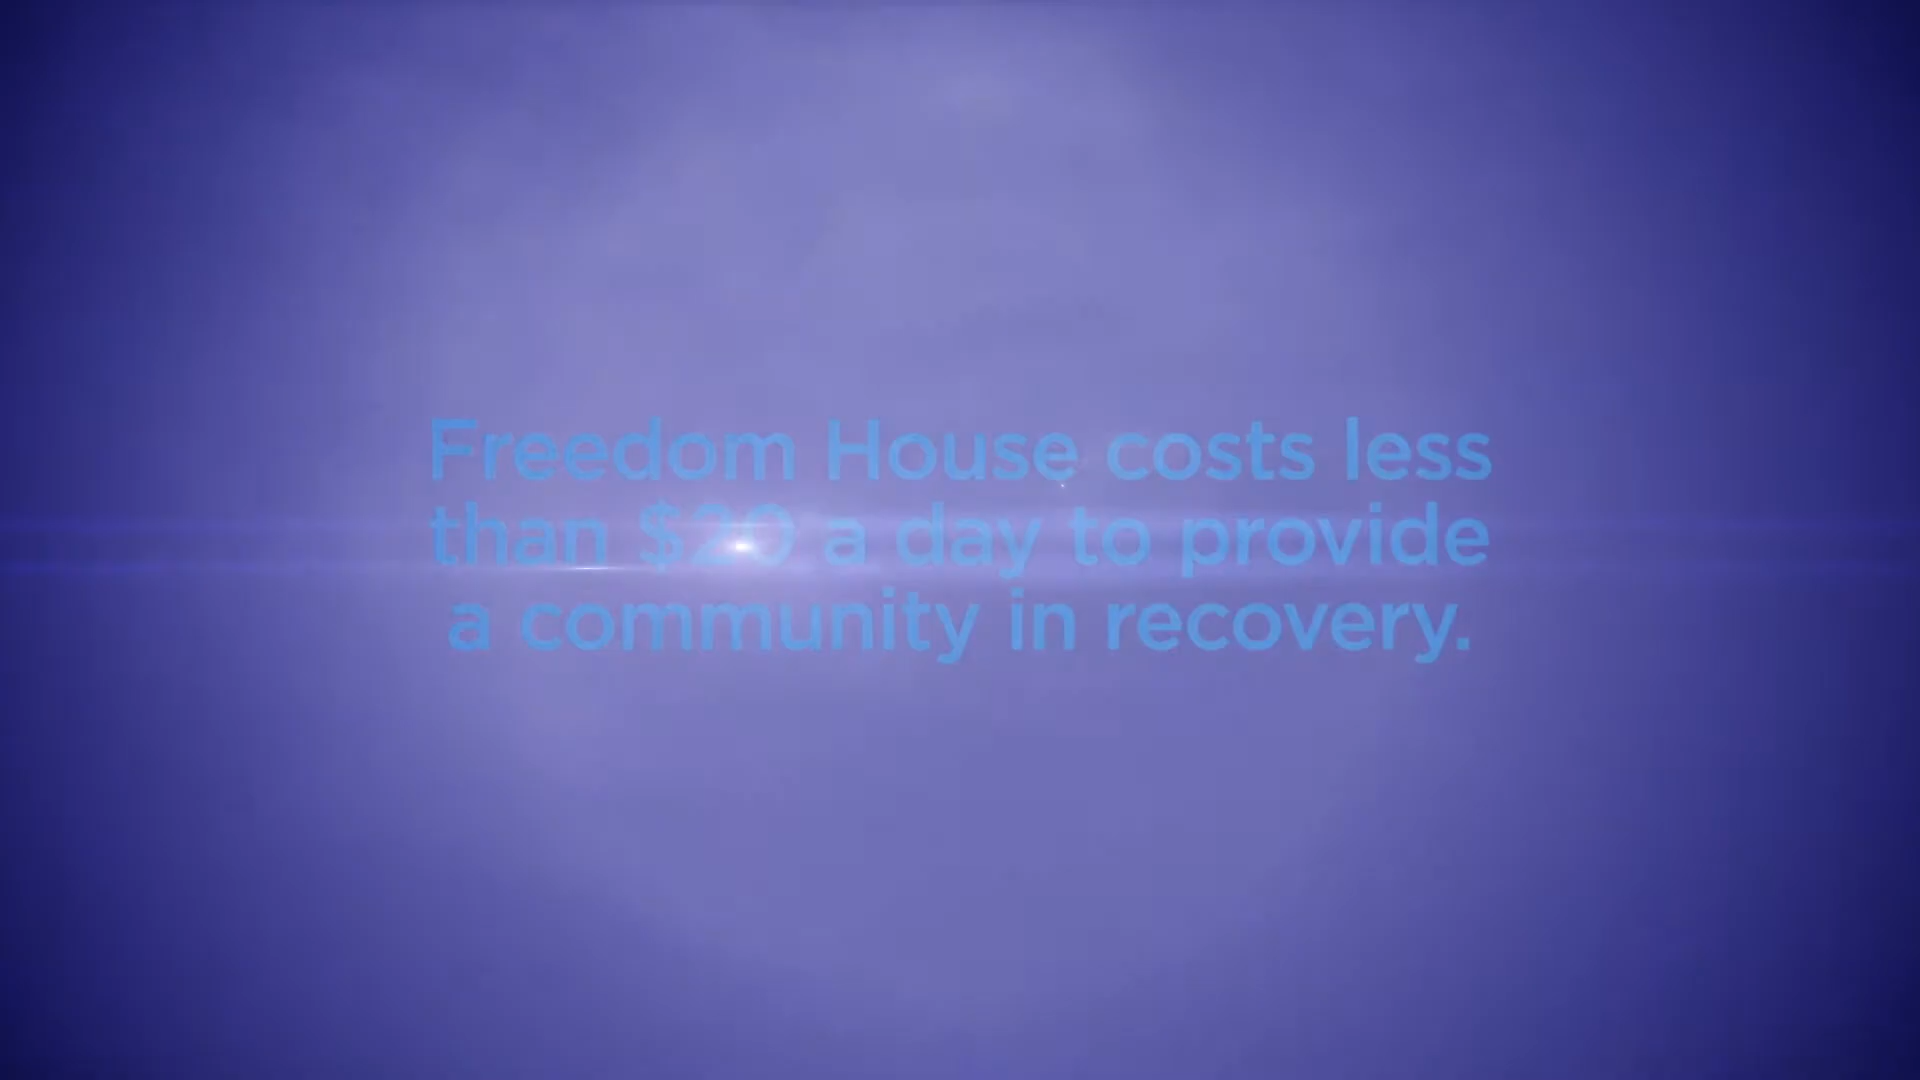 Freedom House costs less
than $20 a day to provide
a community in recovery.